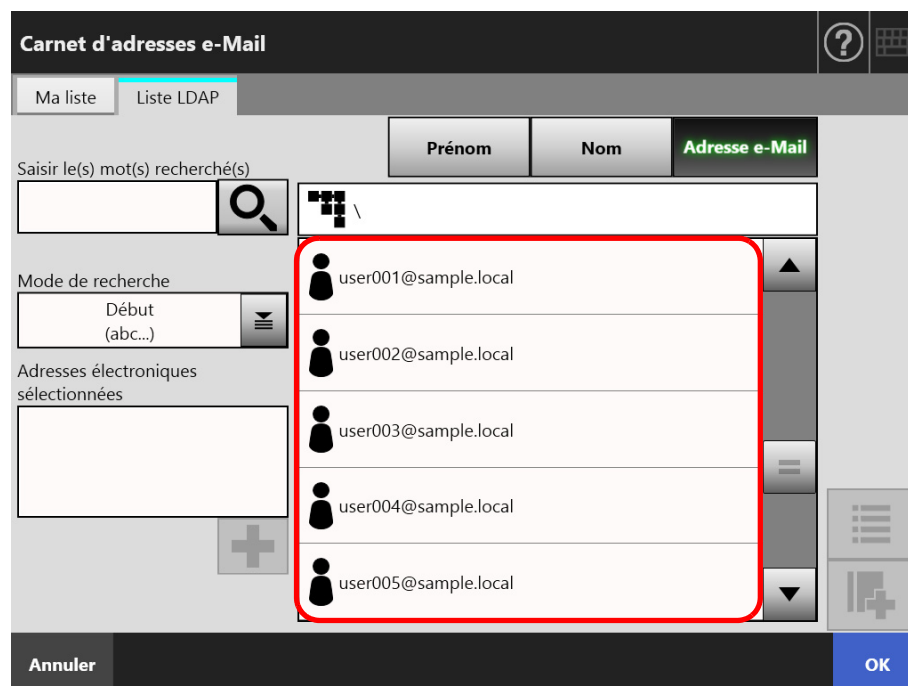 Carnet d'adresses e-Mail
?
Ma liste
Liste LDAP
Prénom
Nom
Adresse e-Mail
Saisir le(s) mot(s) recherché(s)
\
Mode de recherche
Début
(abc...)
Adresses électroniques
sélectionnées
user001@sample.local
user002@sample.local
user003@sample.local
user004@sample.local
user005@sample.local
Annuler
OK